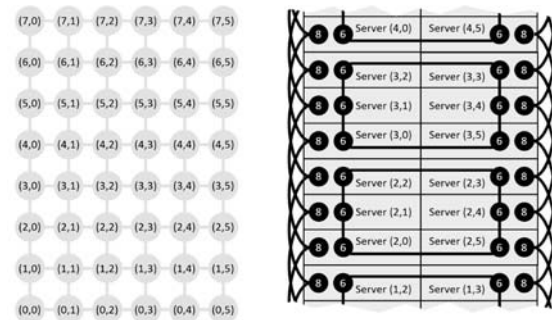 (7,0) (7,1) (7,2) (7,3) (7,4) (7,5)
(6,0) (6,1) (6,2) (6,3) (6,4) (6,5)
(5,0) (5,1) (5,2) (5,3) (5,4) (5,5)
(4,0) (4,1) (4,2) (4,3) (4,4) (4,5)
(3,0) (3,1) (3,2) (3,3) (3,4) (3,5)
(2,0) (2,1) (2,2) (2,3) (2,4) (2,5)
(1,0) (1,1) (1,2) (1,3) (1,4) (1,5)
(0,0) (0,1) (0,2) (0,3) (0,4) (0,5)
8 6 Server (4,0) Server (4,5) 6 8
8 6 Server (3,2) Server (3,3) 6 8
8 6 Server (3,1) Server (3,4) 6 8
8 6 Server (3,0) Server (3,5) 6 8
8 6 Server (2,2) Server (2,3) 6 8
8 6 Server (2,1) Server (2,4) 6 8
8 6 Server (2,0) Server (2,5) 6 8
8 6 Server (1,2) Server (1,3) 6 8